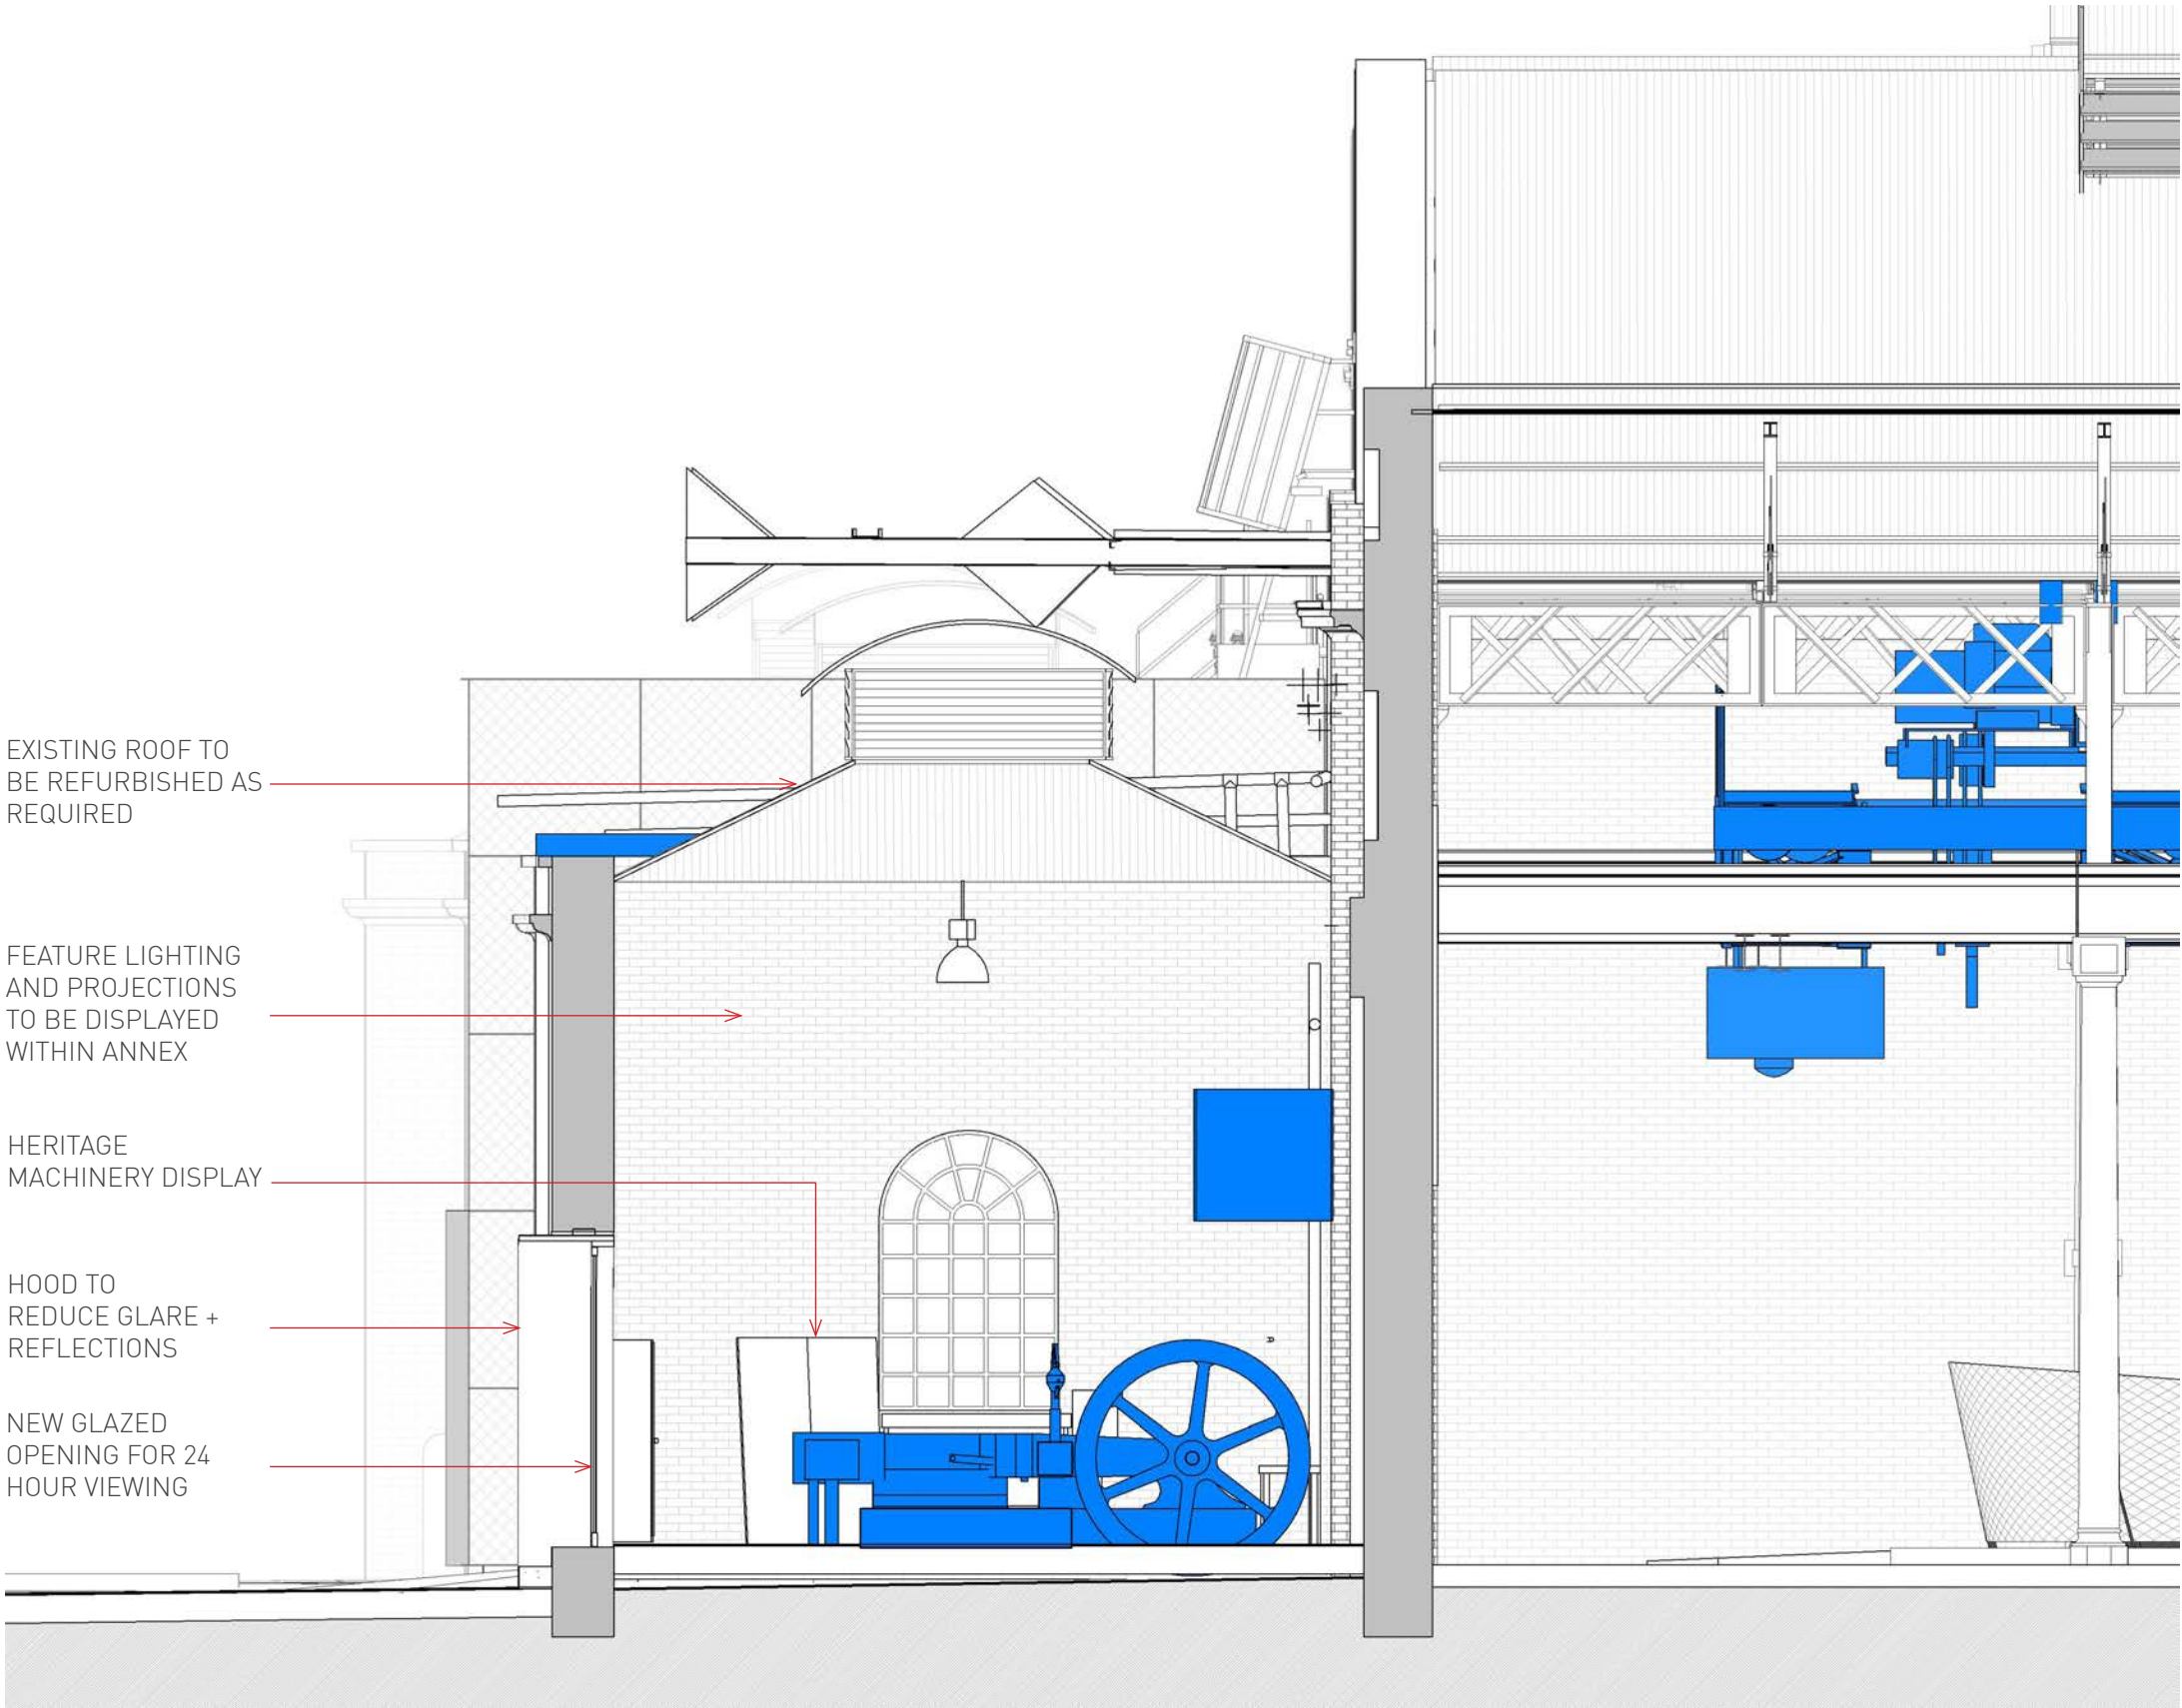 EXISTING ROOF TO
BE REFURBISHED AS
REQUIRED
FEATURE LIGHTING
AND PROJECTIONS
TO BE DISPLAYED
WITHIN ANNEX
HERITAGE
MACHINERY DISPLAY
HOOD TO
REDUCE GLARE +
REFLECTIONS
NEW GLAZED
OPENING FOR 24
HOUR VIEWING